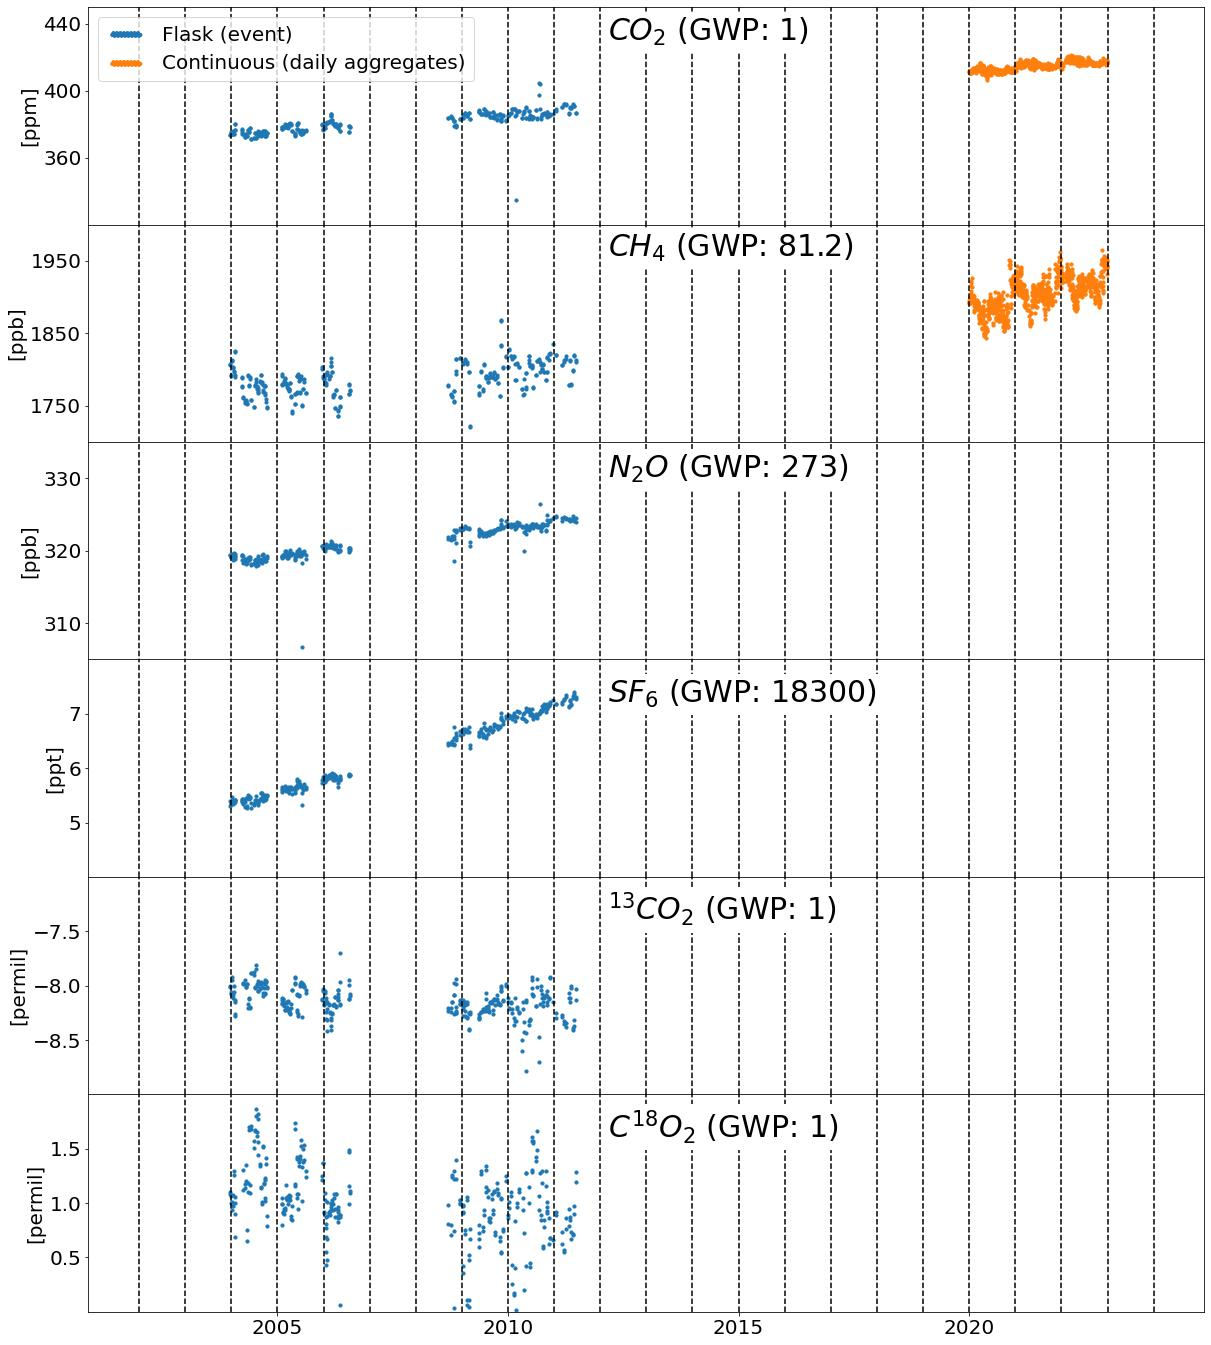 440
400
360
[ppm]
Flask (event)
Continuous (daily aggregates)
CO₂ (GWP: 1)
1950
1850
1750
[ppb]
CH₄ (GWP: 81.2)
330
320
310
[ppb]
N₂O (GWP: 273)
7
6
5
[ppt]
SF₆ (GWP: 18300)
−7.5
−8.0
−8.5
[permil]
¹³CO₂ (GWP: 1)
1.5
1.0
0.5
[permil]
C¹⁸O₂ (GWP: 1)
2005 2010 2015 2020